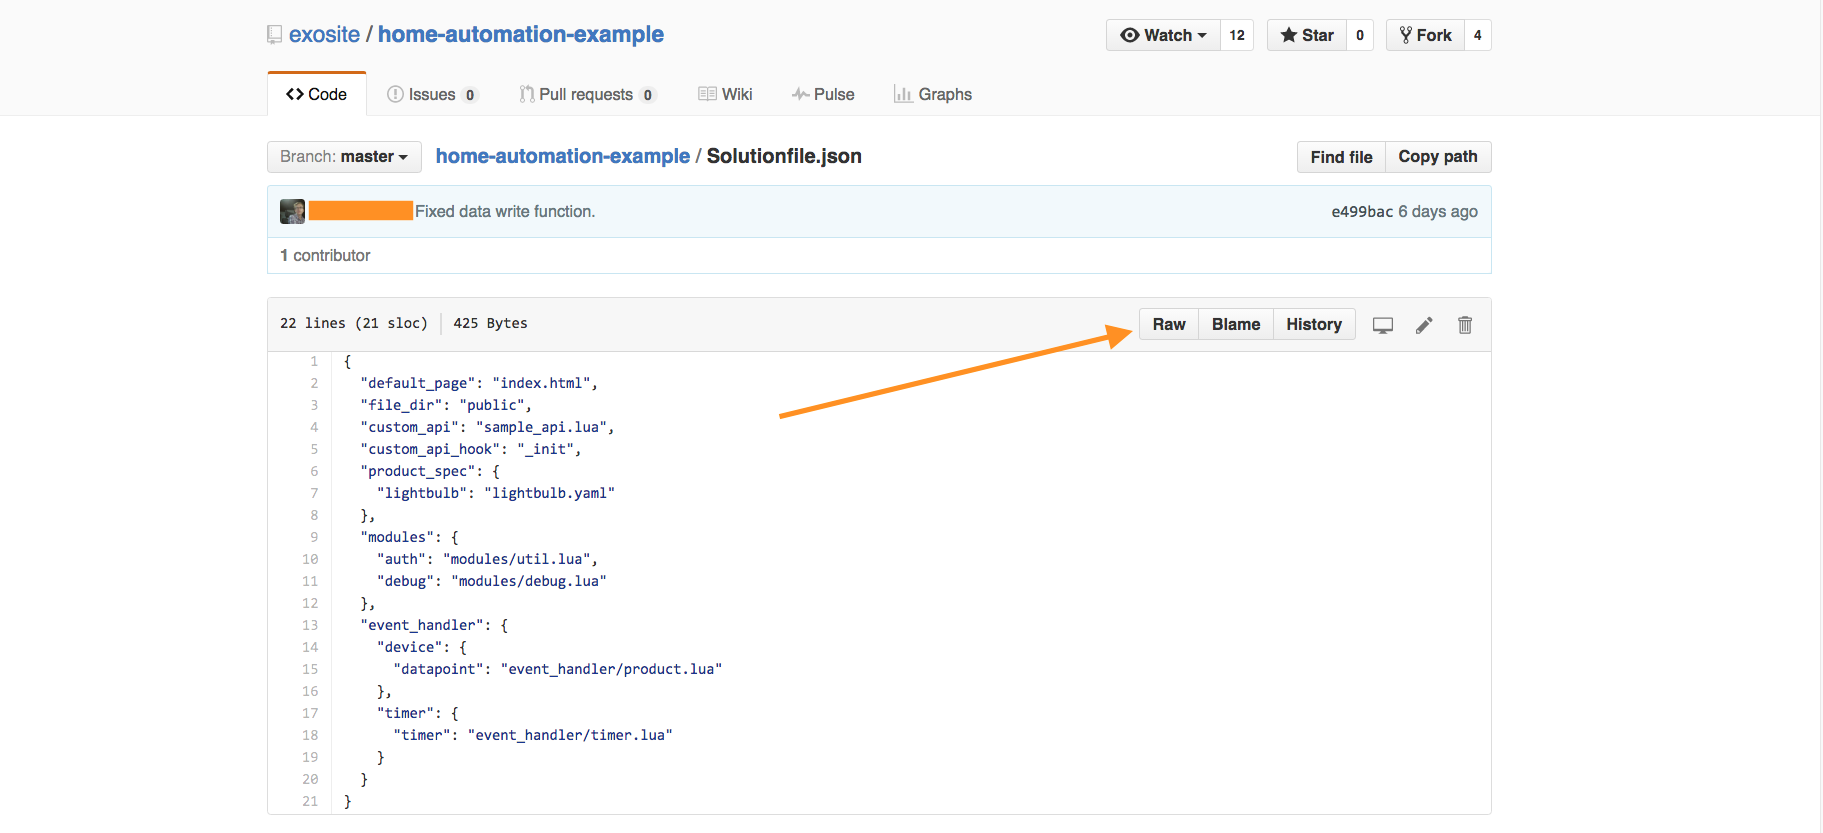 exosite / home-automation-example
Watch 12 Star 0 Fork 4
Code Issues 0 Pull requests 0 Wiki Pulse Graphs
Branch: master home-automation-example / Solutionfile.json Find file Copy path
Fixed data write function. e499bac 6 days ago
1 contributor
22 lines (21 sloc) 425 Bytes Raw Blame History
1 {
2 "default_page": "index.html",
3 "file_dir": "public",
4 "custom_api": "sample_api.lua",
5 "custom_api_hook": "_init",
6 "product_spec": {
7 "lightbulb": "lightbulb.yaml"
8 },
9 "modules": {
10 "auth": "modules/util.lua",
11 "debug": "modules/debug.lua"
12 },
13 "event_handler": {
14 "device": {
15 "datapoint": "event_handler/product.lua"
16 },
17 "timer": {
18 "timer": "event_handler/timer.lua"
19 }
20 }
21 }